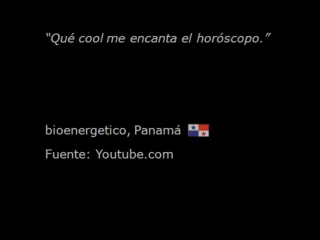 “Qué cool me encanta el horóscopo.”
bioenergetico, Panamá
Fuente: Youtube.com